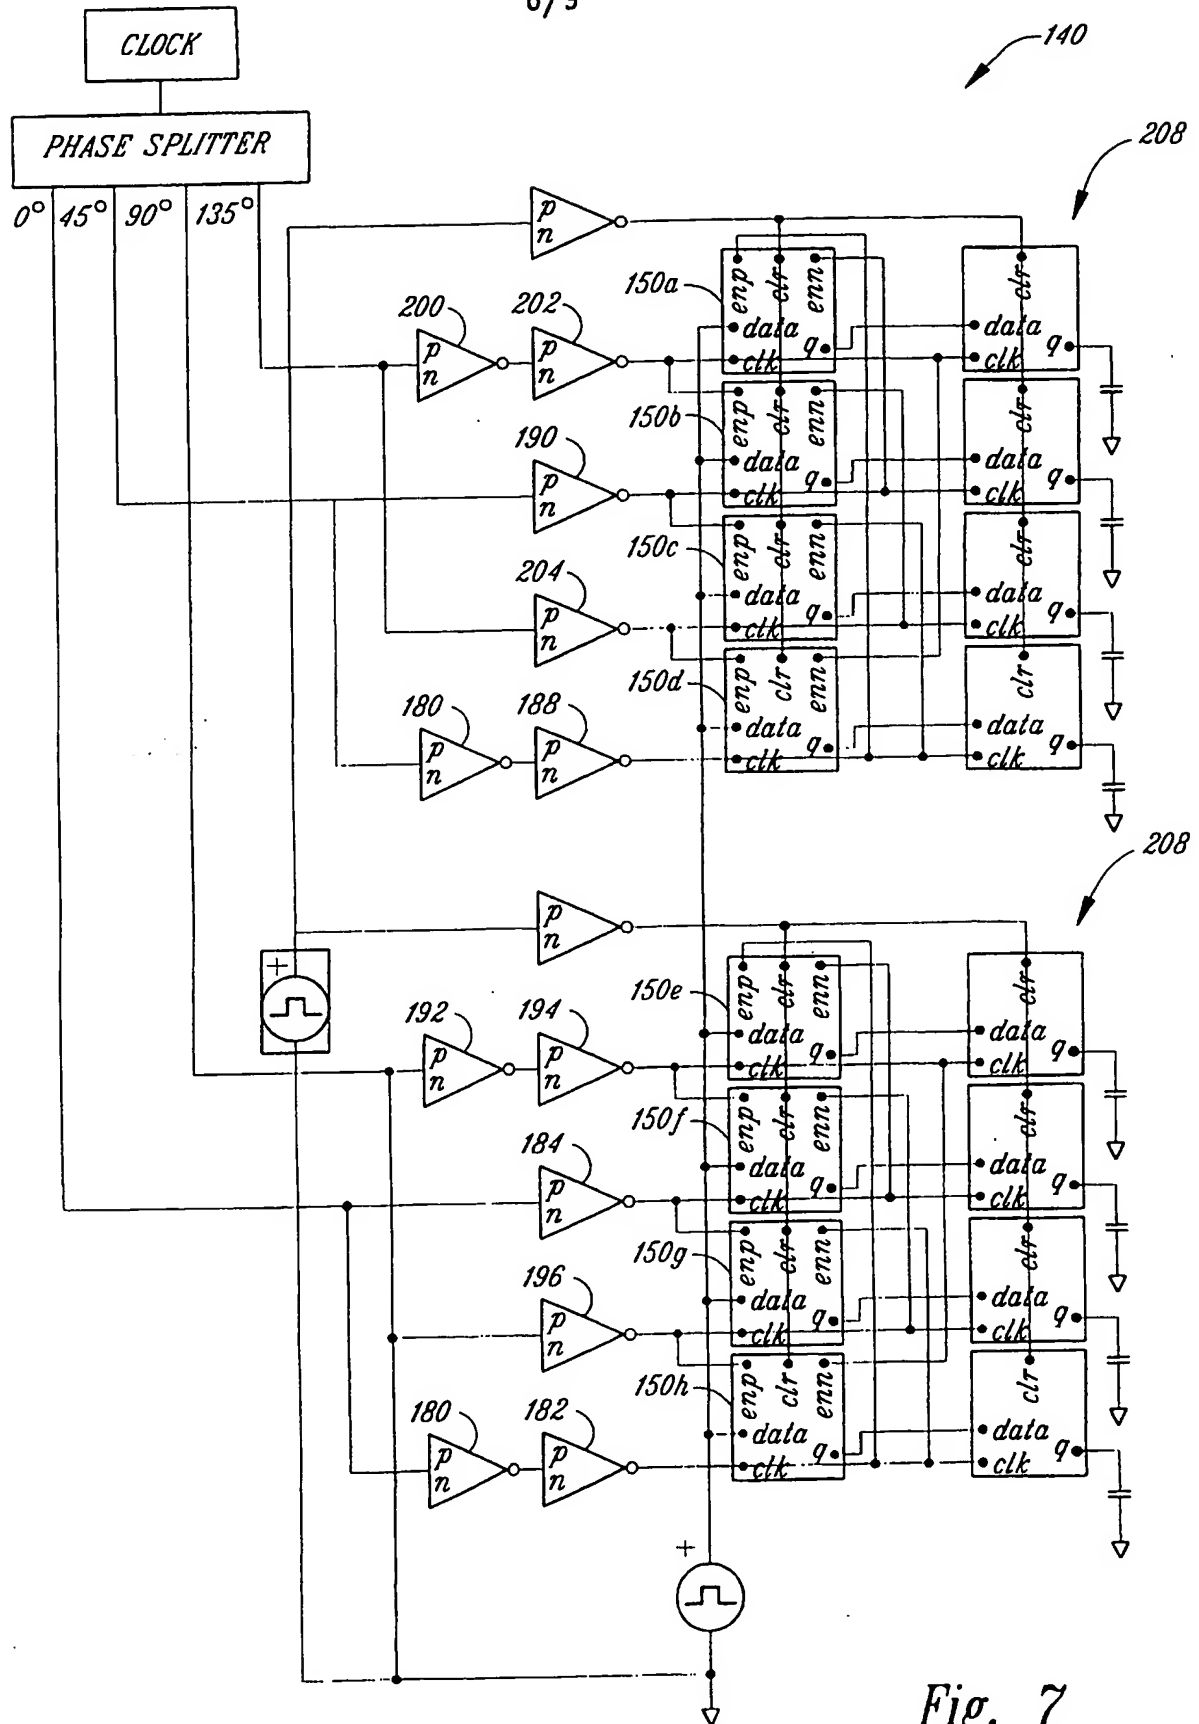 6/9
CLOCK
140
PHASE SPLITTER
208
0° 45° 90° 135°
p
n
enp clr enn
clr
150a
200
202
data
q
data
q
p
n
p
n
clk
clk
150b
enp clr enn
clr
190
data
q
data
q
p
n
clk
clk
150c
enp clr enn
clr
204
data
q
data
q
p
n
clk
clk
150d
enp clr enn
clr
180
188
data
q
data
q
p
n
p
n
clk
clk
208
p
n
+
enp clr enn
clr
150e
192
194
data
q
data
q
p
n
p
n
clk
clk
150f
enp clr enn
clr
184
data
q
data
q
p
n
clk
clk
150g
enp clr enn
clr
196
data
q
data
q
p
n
clk
clk
150h
enp clr enn
clr
180
182
data
q
data
q
p
n
p
n
clk
clk
+
Fig. 7